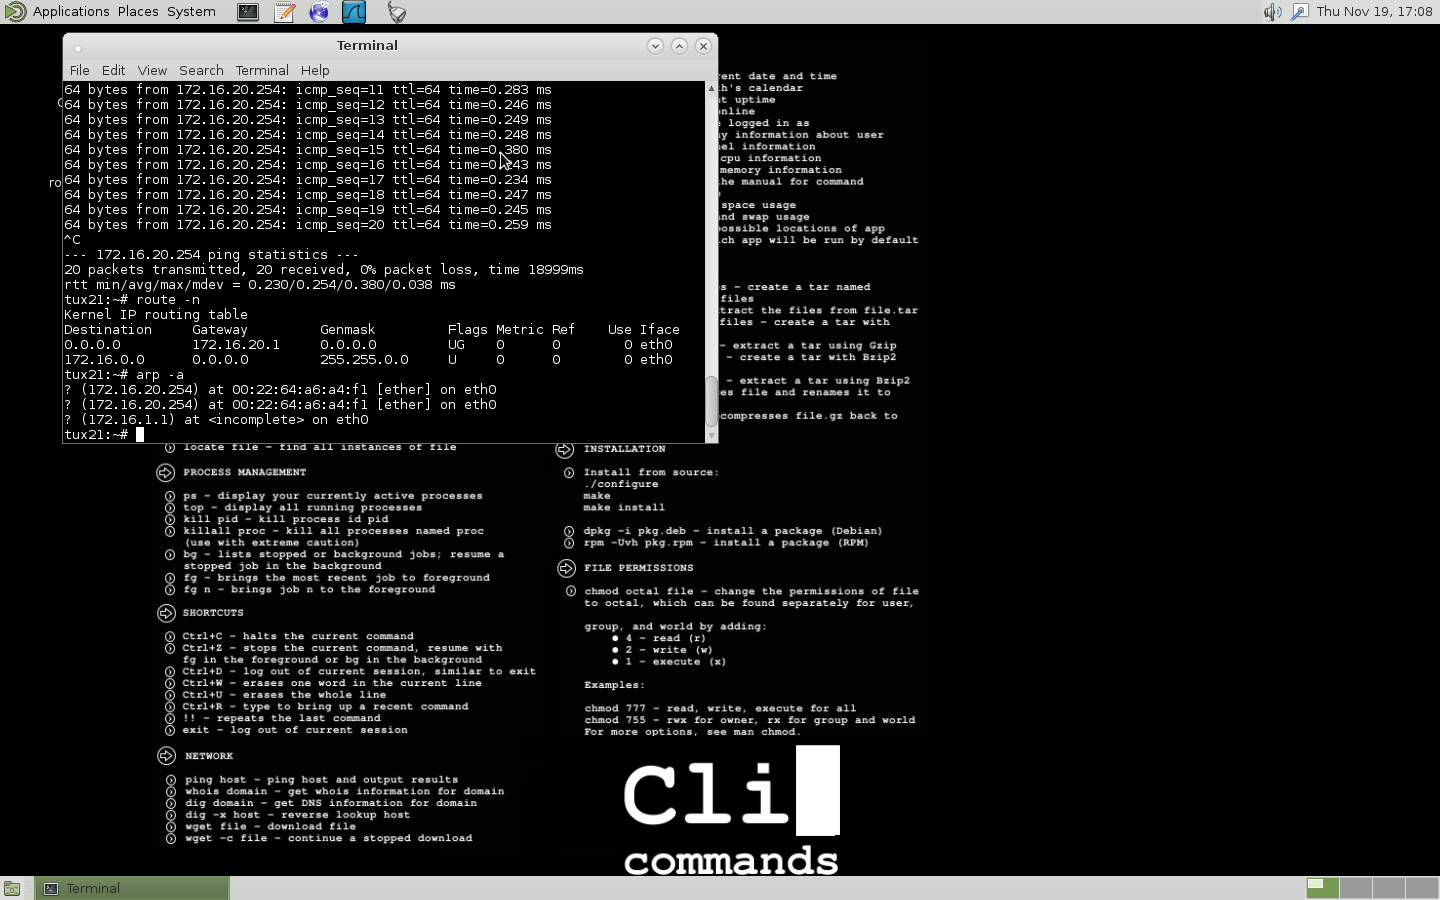 Applications Places System
Thu Nov 19, 17:08
Terminal
File Edit View Search Terminal Help
64 bytes from 172.16.20.254: icmp_seq=11 ttl=64 time=0.283 ms
64 bytes from 172.16.20.254: icmp_seq=12 ttl=64 time=0.246 ms
64 bytes from 172.16.20.254: icmp_seq=13 ttl=64 time=0.249 ms
64 bytes from 172.16.20.254: icmp_seq=14 ttl=64 time=0.248 ms
64 bytes from 172.16.20.254: icmp_seq=15 ttl=64 time=0.380 ms
64 bytes from 172.16.20.254: icmp_seq=16 ttl=64 ms
64 bytes from 172.16.20.254: icmp_seq=17 ttl=64 time=0.234 ms
64 bytes from 172.16.20.254: icmp_seq=18 ttl=64 time=0.247 ms
64 bytes from 172.16.20.254: icmp_seq=19 ttl=64 time=0.245 ms
64 bytes from 172.16.20.254: icmp_seq=20 ttl=64 time=0.259 ms
^C
--- 172.16.20.254 ping statistics ---
20 packets transmitted, 20 received, 0% packet loss, time 18999ms
rtt min/avg/max/mdev = 0.230/0.254/0.380/0.038 ms
tux21:~# route -n
Kernel IP routing table
Destination Gateway Genmask Flags Metric Ref Use Iface
0.0.0.0 172.16.20.1 0.0.0.0 UG 0 0 0 eth0
172.16.0.0 0.0.0.0 255.255.0.0 U 0 0 0 eth0
tux21:~# arp -a
? (172.16.20.254) at 00:22:64:a6:a4:f1 [ether] on eth0
? (172.16.20.254) at 00:22:64:a6:a4:f1 [ether] on eth0
? (172.16.1.1) at <incomplete> on eth0
tux21:~#
ro
locate file - find all instances of file
PROCESS MANAGEMENT
ps - display your currently active processes
top - display all running processes
kill pid - kill process id pid
killall proc - kill all processes named proc
(use with extreme caution)
bg - lists stopped or background jobs; resume a
stopped job in the background
fg - brings the most recent job to foreground
fg n - brings job n to the foreground
SHORTCUTS
Ctrl+C - halts the current command
Ctrl+Z - stops the current command, resume with
fg in the foreground or bg in the background
Ctrl+D - log out of current session, similar to exit
Ctrl+W - erases one word in the current line
Ctrl+U - erases the whole line
Ctrl+R - type to bring up a recent command
!! - repeats the last command
exit - log out of current session
NETWORK
ping host - ping host and output results
whois domain - get whois information for domain
dig domain - get DNS information for domain
dig -x host - reverse lookup host
wget file - download file
wget -c file - continue a stopped download
rent date and time
h's calendar
t uptime
online
logged in as
y information about user
el information
cpu information
memory information
he manual for command
e
space usage
nd swap usage
ossible locations of app
ch app will be run by default
s - create a tar named
files
tract the files from file.tar
files - create a tar with
- extract a tar using Gzip
- create a tar with Bzip2
- extract a tar using Bzip2
es file and renames it to
compresses file.gz back to
INSTALLATION
Install from source:
./configure
make
make install
dpkg -i pkg.deb - install a package (Debian)
rpm -Uvh pkg.rpm - install a package (RPM)
FILE PERMISSIONS
chmod octal file - change the permissions of file
to octal, which can be found separately for user,
group, and world by adding:
● 4 - read (r)
● 2 - write (w)
● 1 - execute (x)
Examples:
chmod 777 - read, write, execute for all
chmod 755 - rwx for owner, rx for group and world
For more options, see man chmod.
Cli
commands
Terminal